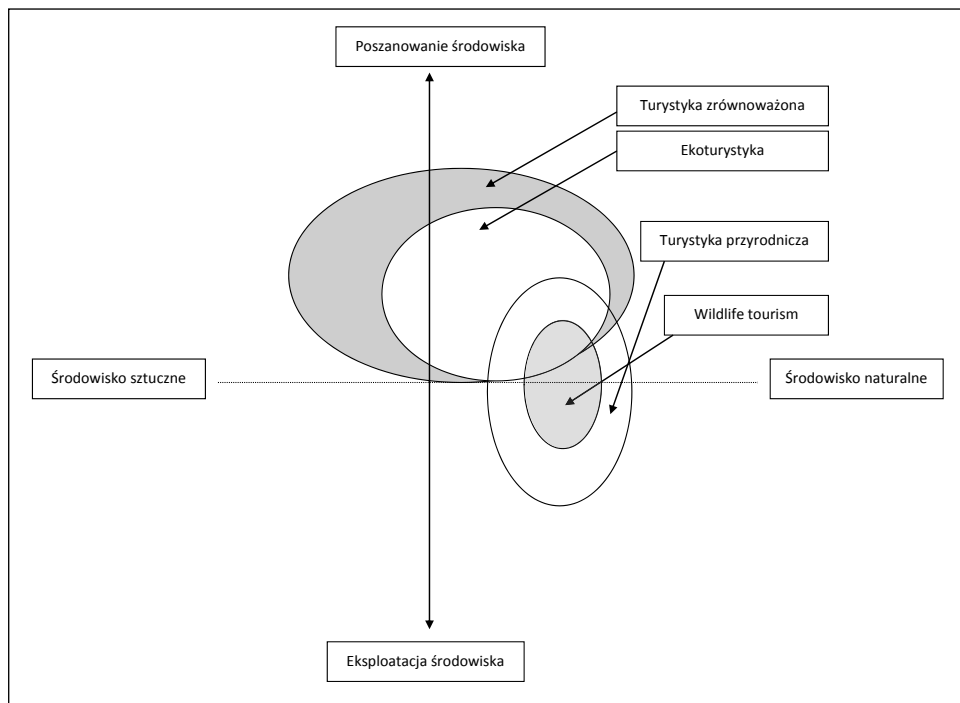 Poszanowanie środowiska
Turystyka zrównoważona
Ekoturystyka
Turystyka przyrodnicza
Wildlife tourism
Środowisko sztuczne
Środowisko naturalne
Eksploatacja środowiska